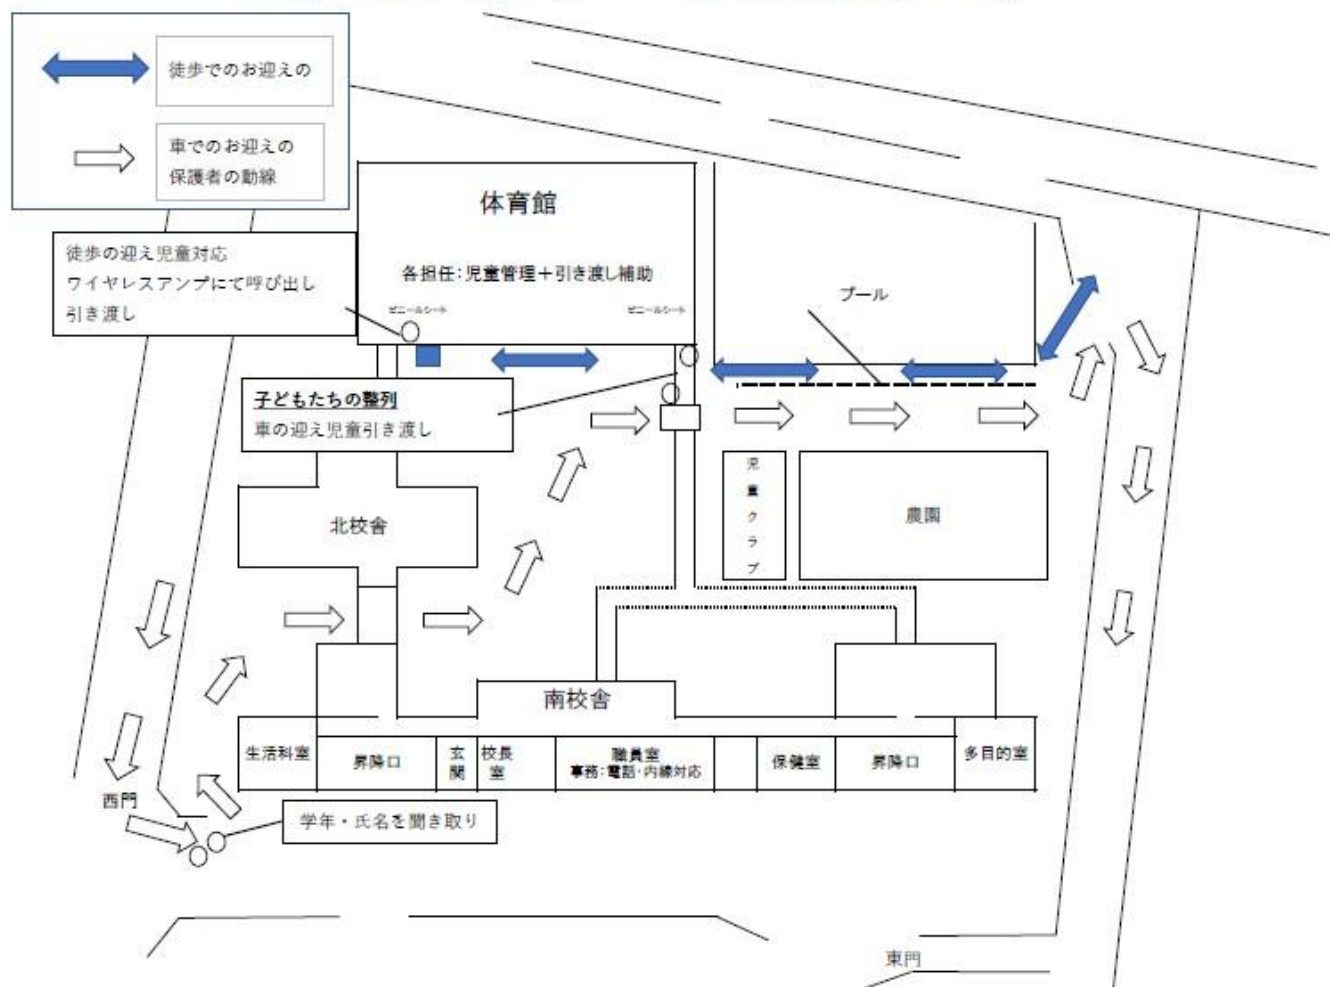 徒歩でのお迎えの
車でのお迎えの
保護者の動線
体育館
徒歩の迎え児童対応
ワイヤレスアンプにて呼び出し
引き渡し
各担任:児童管理+引き渡し補助
ビニールシート
ビニールシート
プール
子どもたちの整列
車の迎え児童引き渡し
児童クラブ
農園
北校舎
南校舎
生活科室
昇降口
玄関
校長室
職員室
事務:電話・内線対応
保健室
昇降口
多目的室
西門
学年・氏名を聞き取り
東門